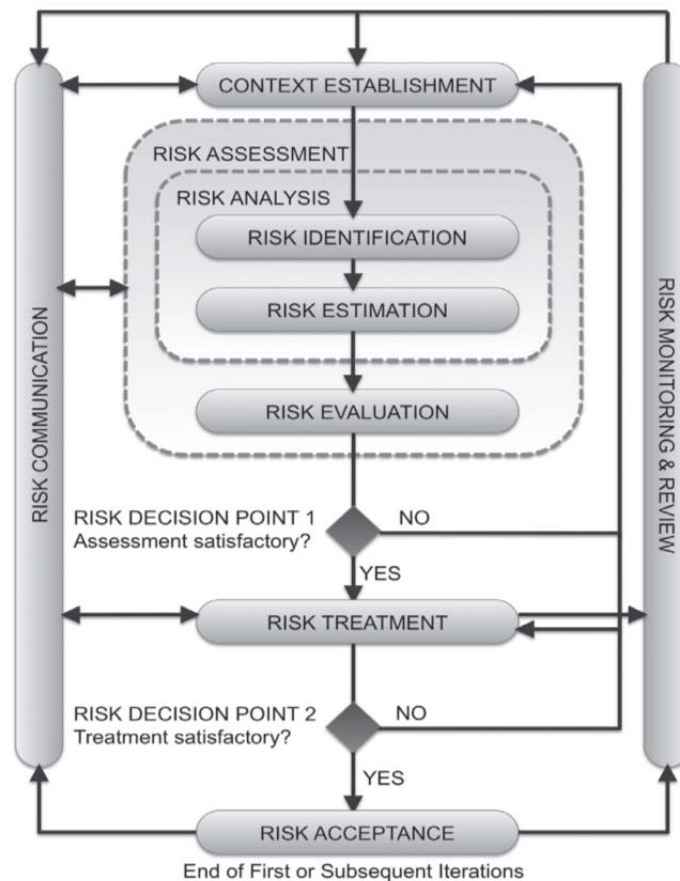 CONTEXT ESTABLISHMENT
RISK ASSESSMENT
RISK ANALYSIS
RISK IDENTIFICATION
RISK ESTIMATION
RISK EVALUATION
RISK COMMUNICATION
RISK MONITORING & REVIEW
RISK DECISION POINT 1
Assessment satisfactory?
NO
YES
RISK TREATMENT
RISK DECISION POINT 2
Treatment satisfactory?
NO
YES
RISK ACCEPTANCE
End of First or Subsequent Iterations